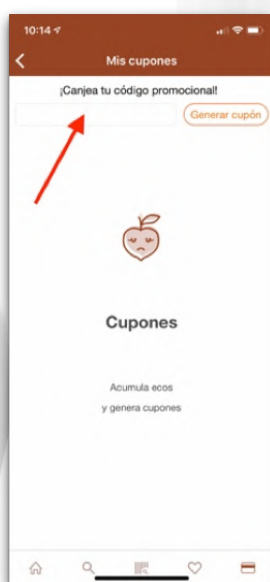 10:14
Mis cupones
¡Canjea tu código promocional!
Generar cupón
Cupones
Acumula ecos
y genera cupones